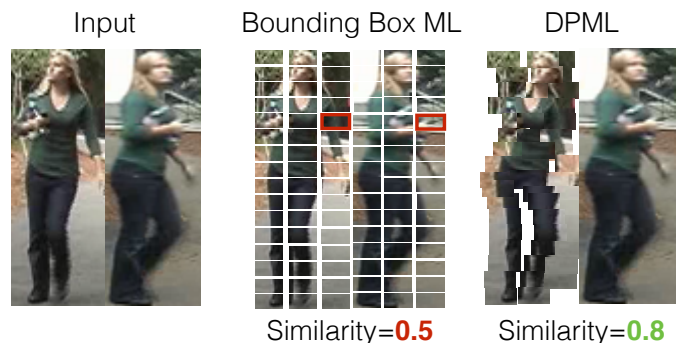 Input
Bounding Box ML
DPML
Similarity=0.5
Similarity=0.8